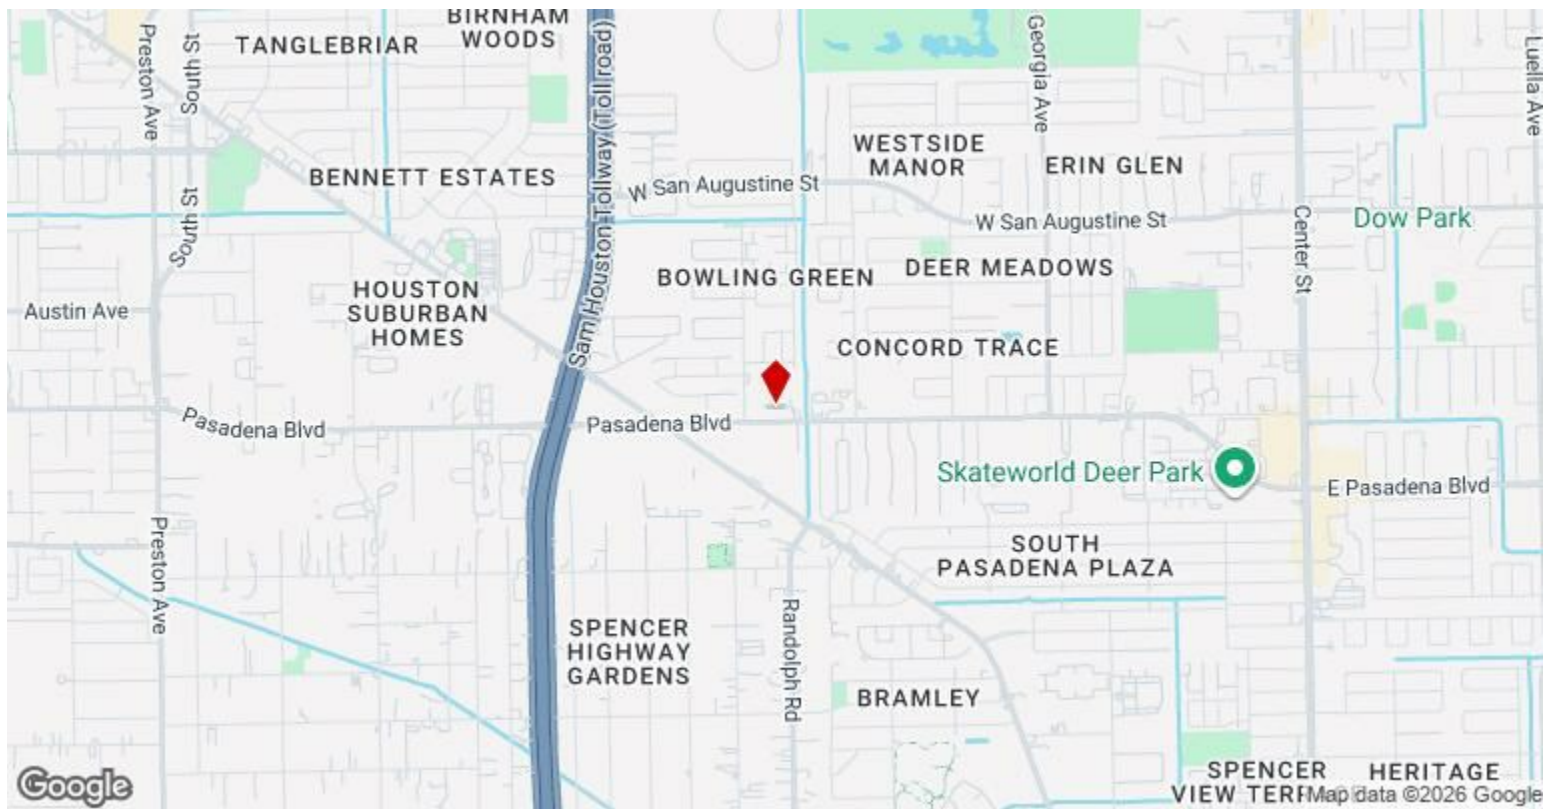 BIRNHAM
WOODS
TANGLEBRIAR
Preston Ave
South St
Sam Houston Tollway (Toll road)
Georgia Ave
Luella Ave
WESTSIDE
MANOR
ERIN GLEN
BENNETT ESTATES
W San Augustine St
South St
W San Augustine St
Center St
Dow Park
BOWLING GREEN
DEER MEADOWS
HOUSTON
SUBURBAN
HOMES
Austin Ave
CONCORD TRACE
Pasadena Blvd
Pasadena Blvd
Skateworld Deer Park
E Pasadena Blvd
Preston Ave
SOUTH
PASADENA PLAZA
Randolph Rd
SPENCER
HIGHWAY
GARDENS
BRAMLEY
SPENCER
HERITAGE
VIEW
Google
Map data ©2026 Google